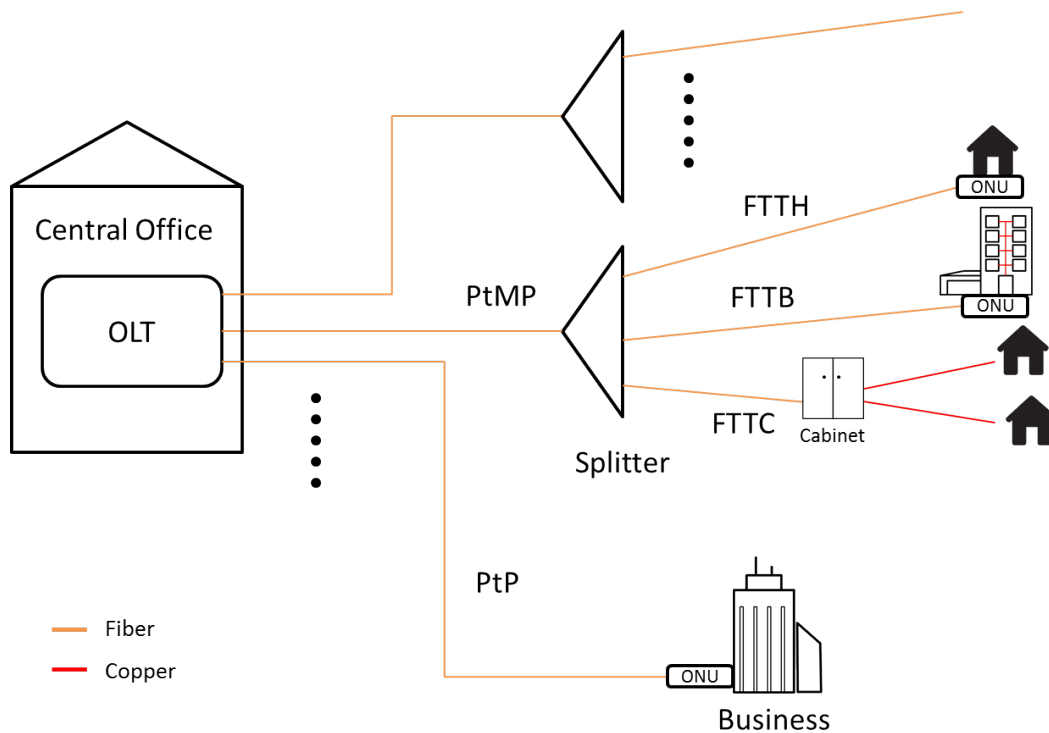 Central Office
OLT
PtMP
FTTH
ONU
FTTB
ONU
FTTC
Cabinet
Splitter
PtP
Fiber
Copper
ONU
Business